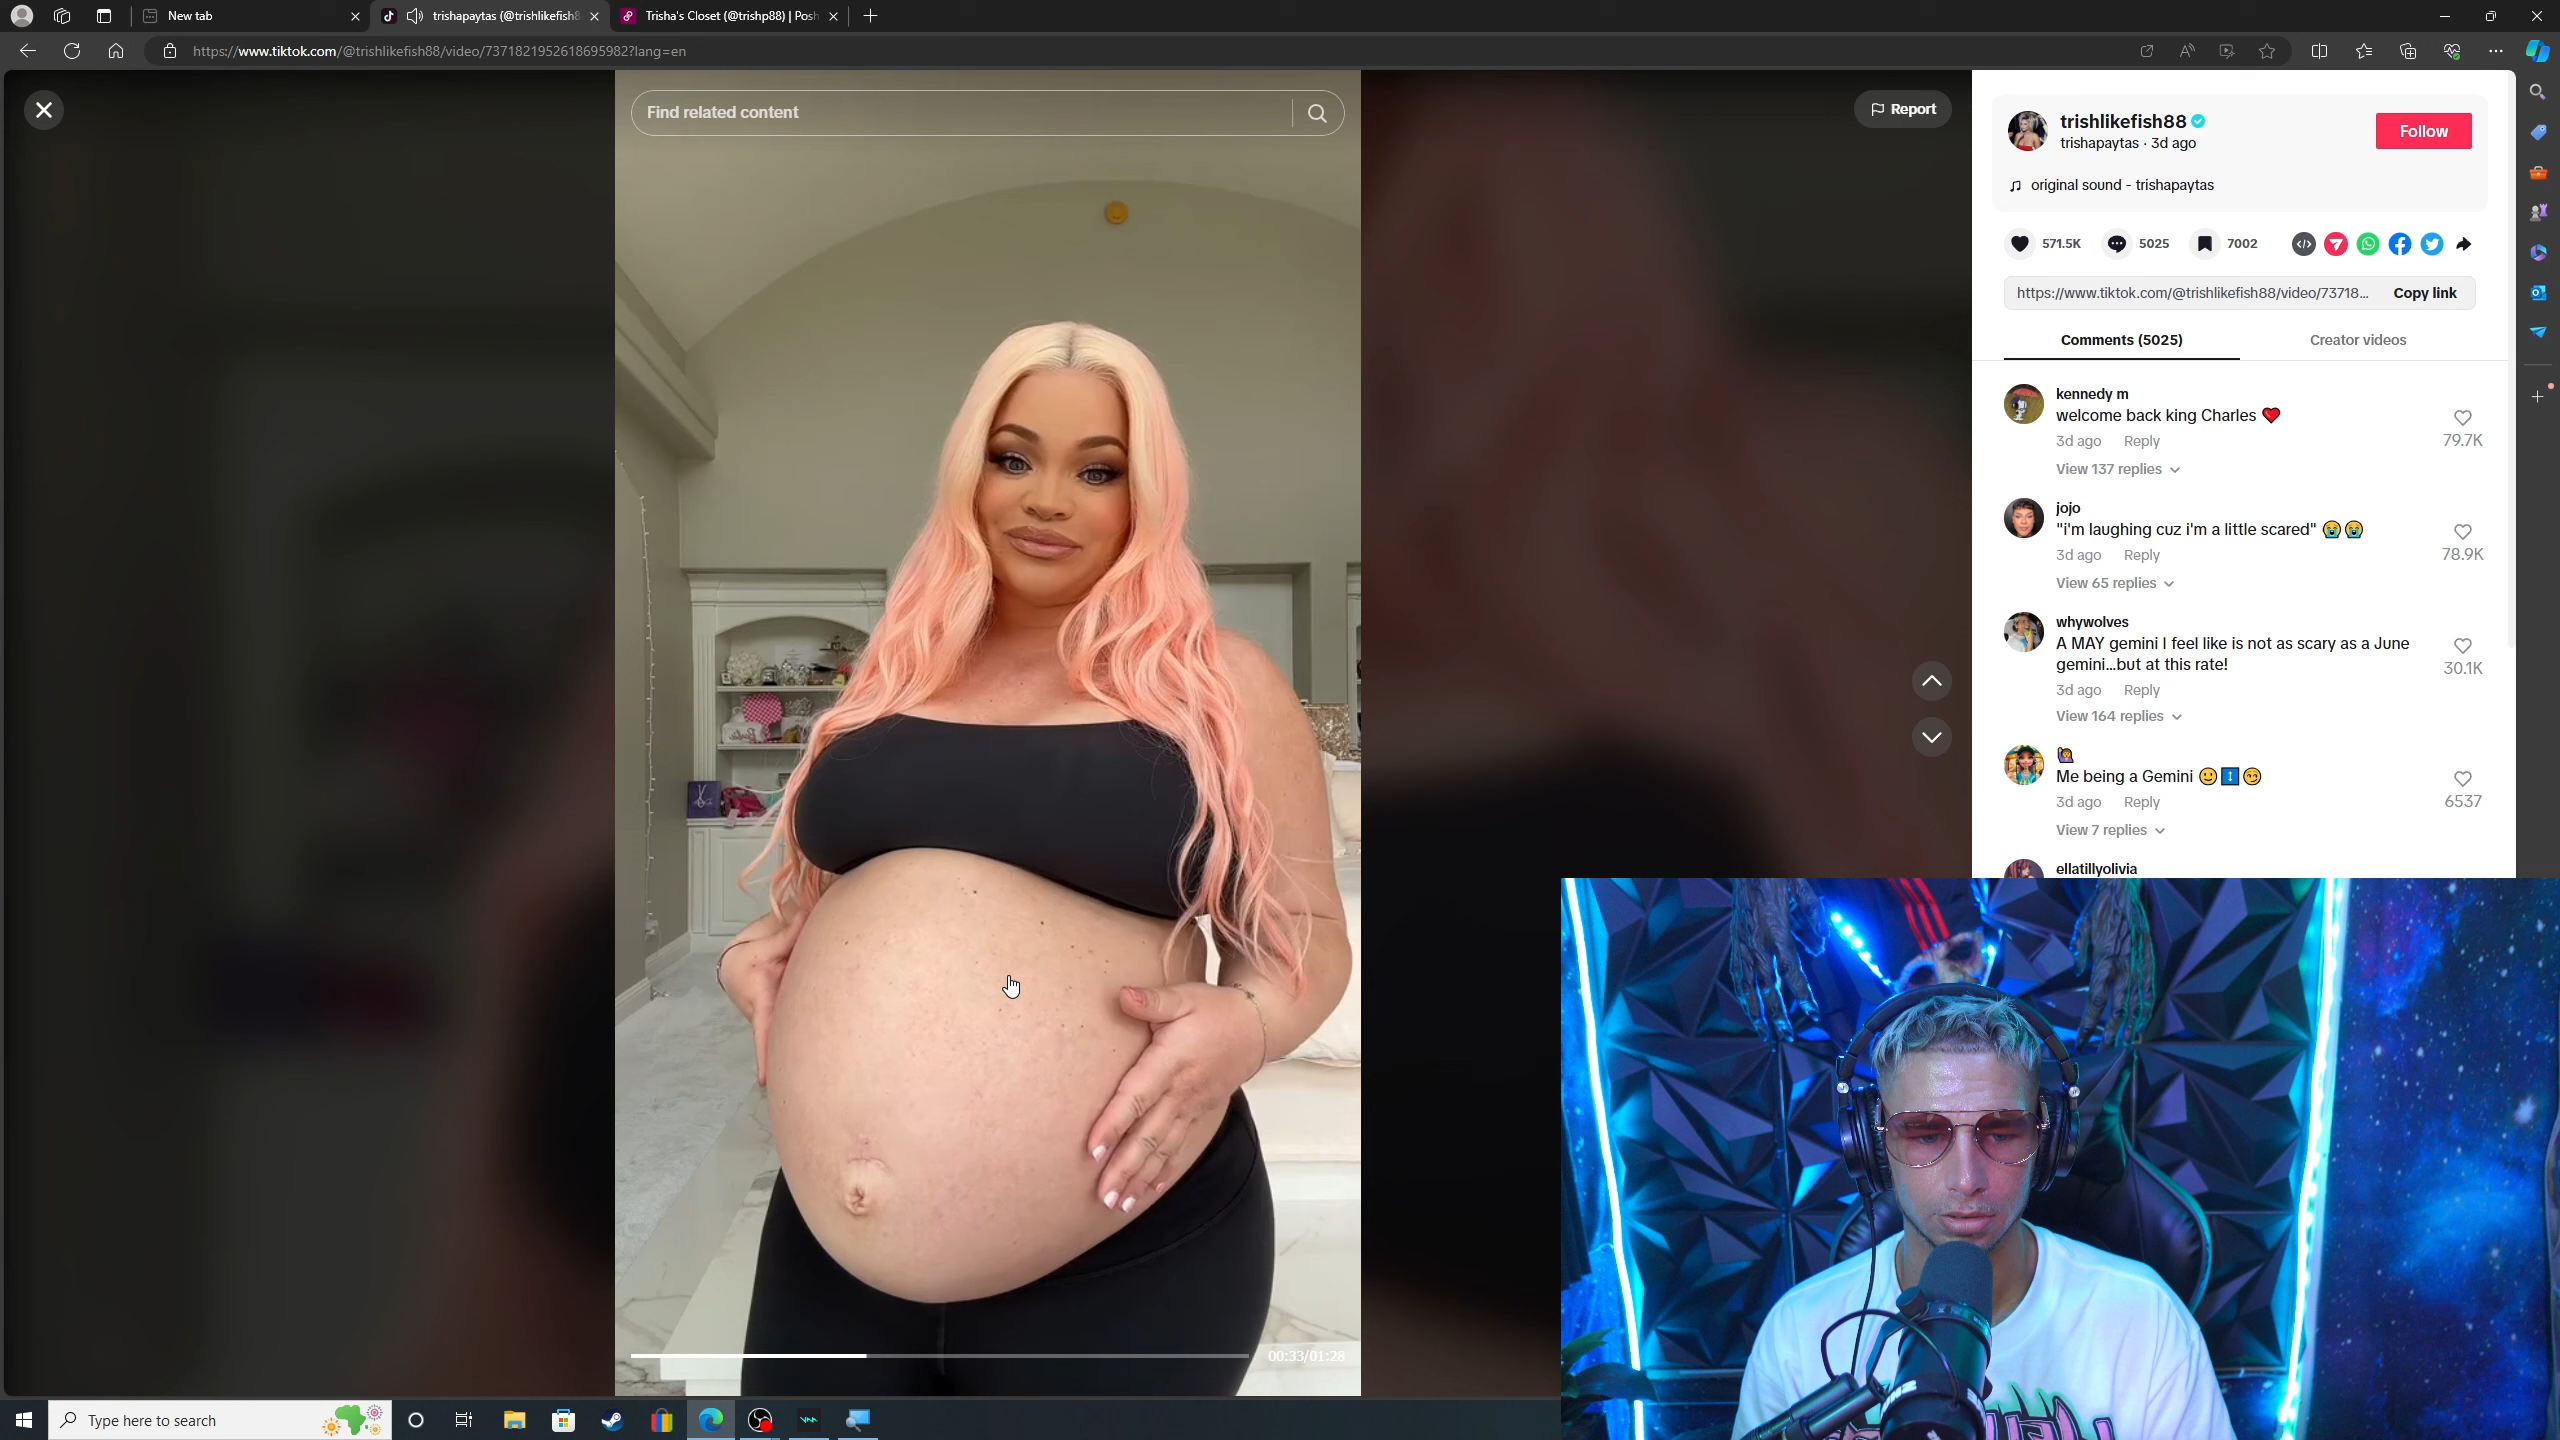 New tab
trishapaytas (@trishlikefish8
Trisha's Closet (@trishp88) | Posh
https://www.tiktok.com/@trishlikefish88/video/7371821952618695982?lang=en
Find related content
Report
trishlikefish88
trishapaytas · 3d ago
Follow
original sound - trishapaytas
571.5K
5025
7002
https://www.tiktok.com/@trishlikefish88/video/73718...
Copy link
Comments (5025)
Creator videos
kennedy m
welcome back king Charles ❤️
3d ago Reply
79.7K
View 137 replies
jojo
"i'm laughing cuz i'm a little scared" 😭😭
3d ago Reply
78.9K
View 65 replies
whywolves
A MAY gemini I feel like is not as scary as a June
gemini...but at this rate!
3d ago Reply
30.1K
View 164 replies
Me being a Gemini 🙂↕️😏
3d ago Reply
6537
View 7 replies
ellatillyolivia
00:33/01:28
Type here to search